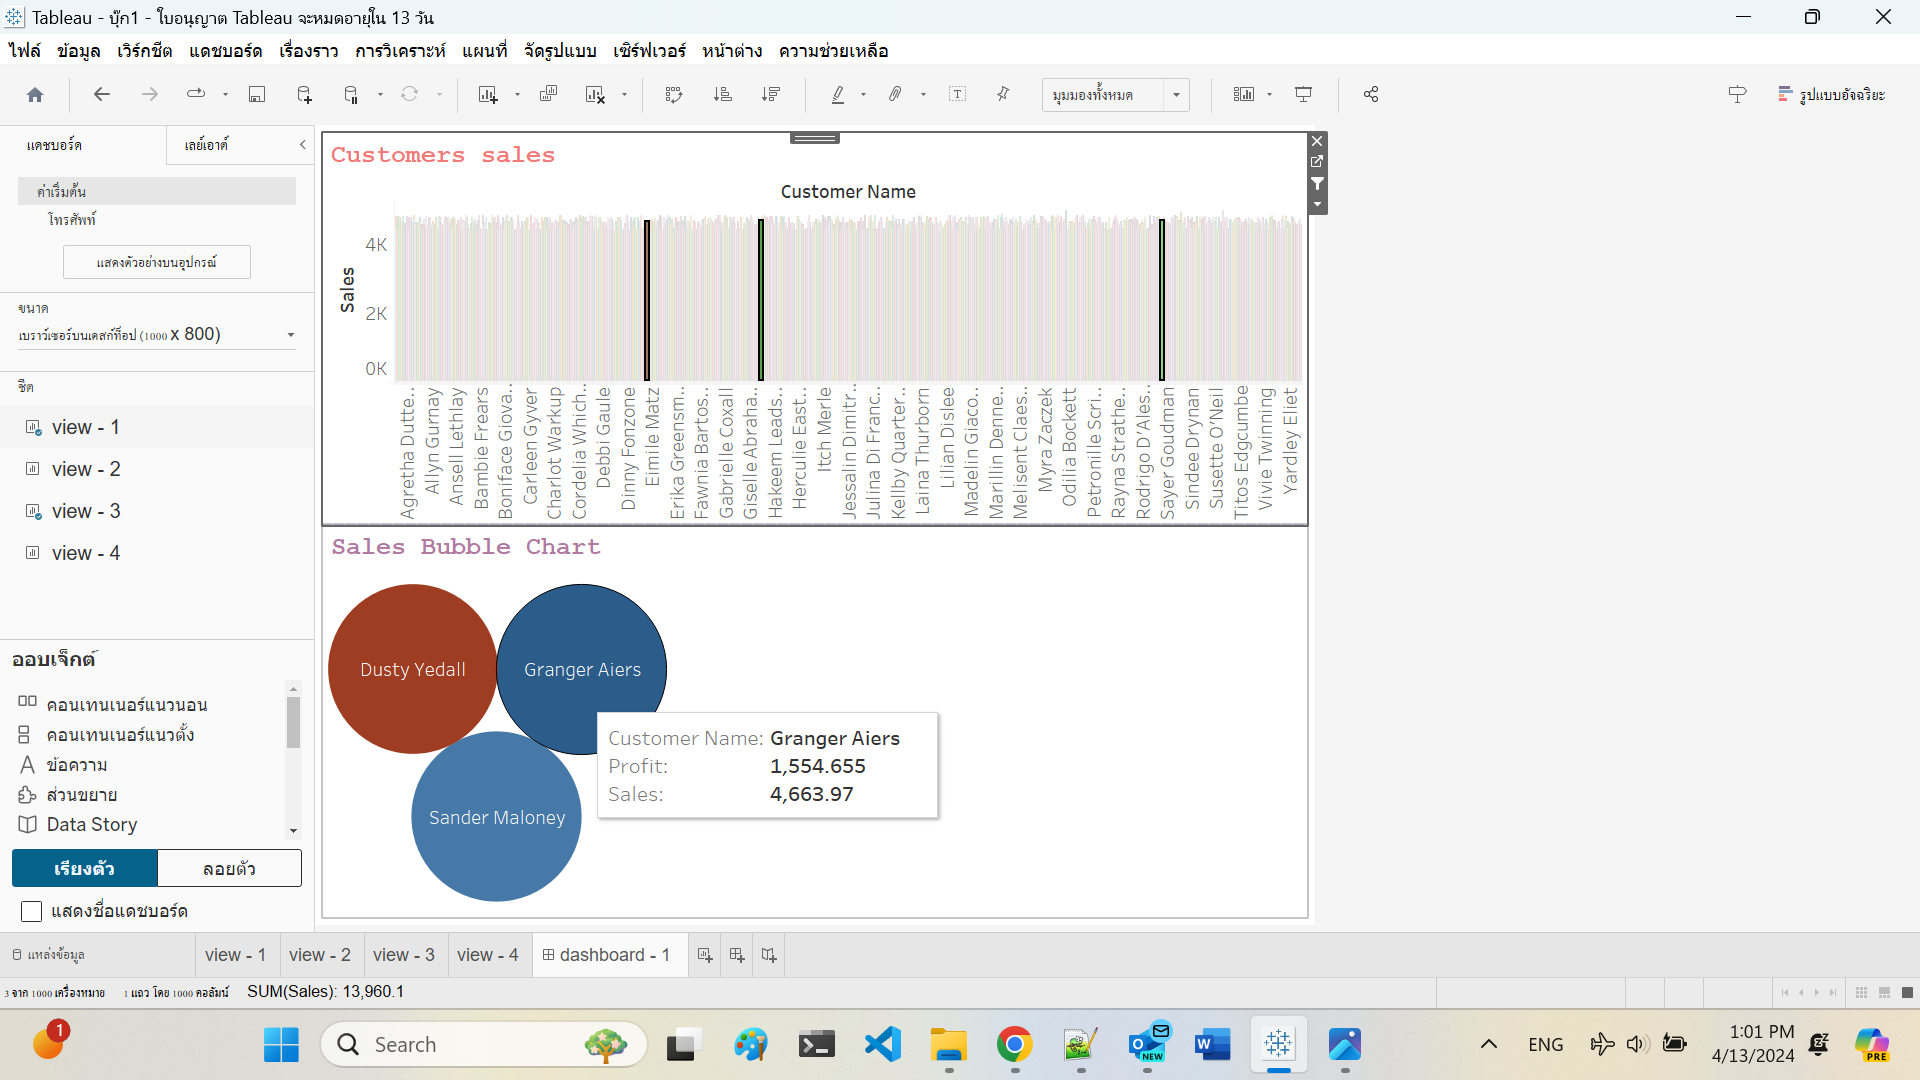 Tableau - บุ๊ก1 - ใบอนุญาต Tableau จะหมดอายุใน 13 วัน
ไฟล์ ข้อมูล เวิร์กชีต แดชบอร์ด เรื่องราว การวิเคราะห์ แผนที่ จัดรูปแบบ เซิร์ฟเวอร์ หน้าต่าง ความช่วยเหลือ
มุมมองทั้งหมด
รูปแบบอัจฉริยะ
แดชบอร์ด เลย์เอาต์
ค่าเริ่มต้น
โทรศัพท์
แสดงตัวอย่างบนอุปกรณ์
ขนาด
เบราว์เซอร์บนเดสก์ท็อป (1000 x 800)
ชีต
view - 1
view - 2
view - 3
view - 4
ออบเจ็กต์
คอนเทนเนอร์แนวนอน
คอนเทนเนอร์แนวตั้ง
ข้อความ
ส่วนขยาย
Data Story
เรียงตัว ลอยตัว
แสดงชื่อแดชบอร์ด
Customers sales
Customer Name
Sales
4K
2K
0K
Agretha Dutte..
Allyn Gurnay
Ansell Lethlay
Bambie Frears
Boniface Giova..
Carleen Gyver
Charlot Warkup
Cordelia Which..
Debbi Gaule
Dinny Fonzone
Eimile Matz
Erika Greensm..
Fawnia Bartos..
Gabrielle Coxall
Giselle Abraha..
Hakeem Leads..
Herculie East..
Itch Merle
Jessalin Dimitr..
Julina Di Franc..
Kellby Quarter..
Laina Thurborn
Lilian Dislee
Madelin Giaco..
Marilin Denne..
Melisent Claes..
Myra Zaczek
Odilia Bockett
Petronille Scri..
Rayna Strathe..
Rodrigo D'Ales..
Sayer Goudman
Sindee Drynan
Susette O'Neil
Titos Edgcumbe
Vivie Twinning
Yardley Eliet
Sales Bubble Chart
Dusty Yedall
Granger Aiers
Sander Maloney
Customer Name: Granger Aiers
Profit: 1,554.655
Sales: 4,663.97
แหล่งข้อมูล view - 1 view - 2 view - 3 view - 4 dashboard - 1
3 จาก 1000 เครื่องหมาย 1 แถว โดย 1000 คอลัมน์ SUM(Sales): 13,960.1
1
Search
NEW
ENG
1:01 PM
4/13/2024
PRE